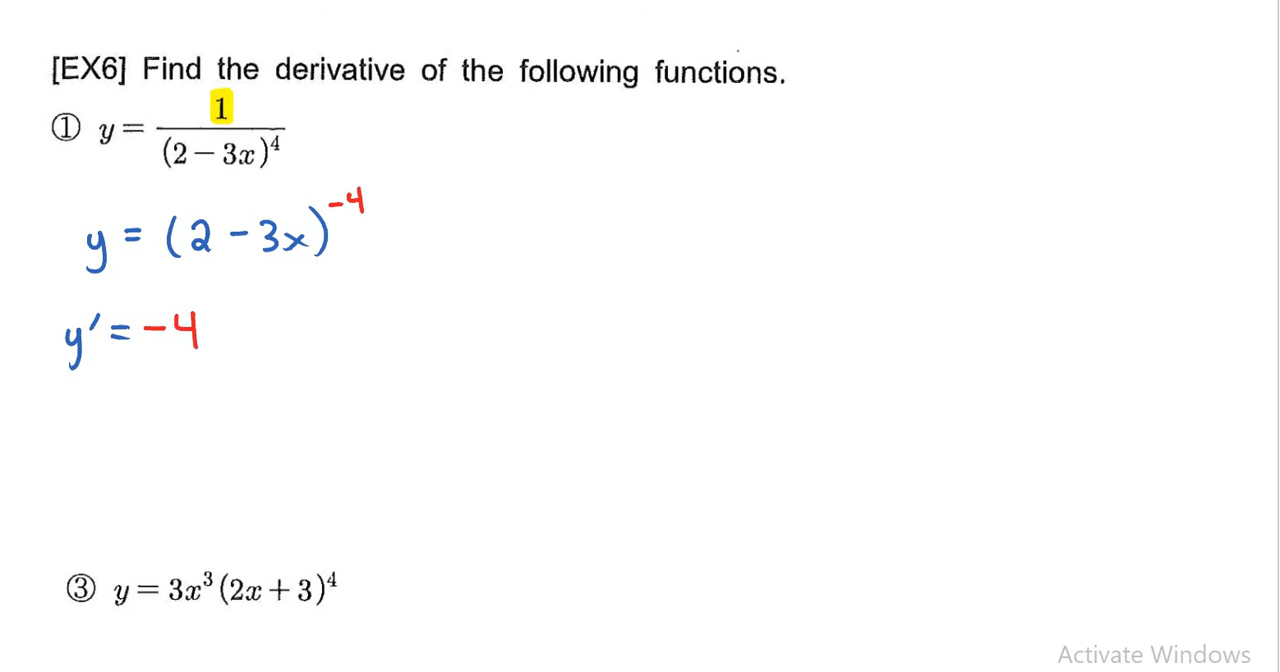 [EX6] Find the derivative of the following functions.
① y = 1/(2 − 3x)⁴
y = (2 − 3x)⁻⁴
y' = −4
③ y = 3x³(2x + 3)⁴
Activate Windows